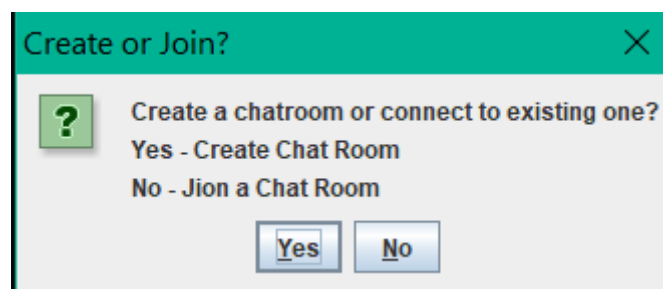 Create or Join?
?
Create a chatroom or connect to existing one?
Yes - Create Chat Room
No - Jion a Chat Room
Yes No